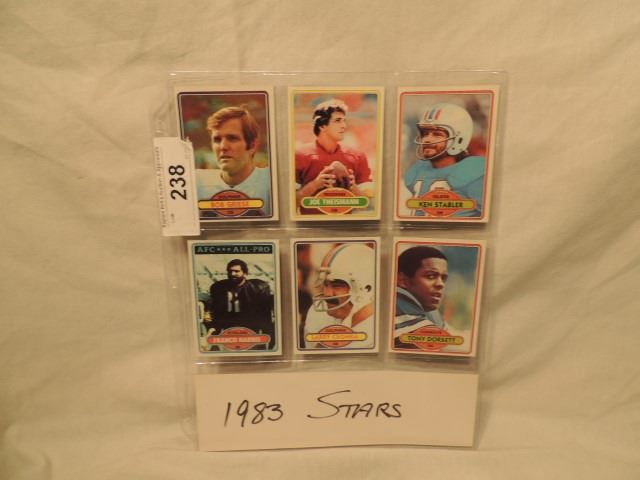 238
BOB GRIESE
JOE THEISMANN
KEN STABLER
AFC ★★★ ALL-PRO
FRANCO HARRIS
LARRY CSONKA
TONY DORSETT
1983 STARS